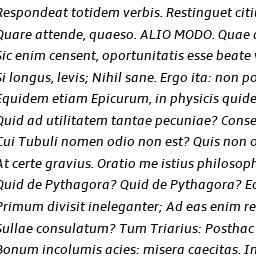 Respondeat totidem verbis. Restinguet citi
Quare attende, quaeso. ALIO MODO. Quae
Sic enim censent, oportunitatis esse beate
Si longus, levis; Nihil sane. Ergo ita: non po
Equidem etiam Epicurum, in physicis quide
Quid ad utilitatem tantae pecuniae? Conse
Cui Tubuli nomen odio non est? Quis non
At certe gravius. Oratio me istius philosoph
Quid de Pythagora? Quid de Pythagora? Ec
Primum divisit ineleganter; Ad eas enim re
Sullae consulatum? Tum Triarius: Posthac
Bonum incolumis acies: misera caecitas. In